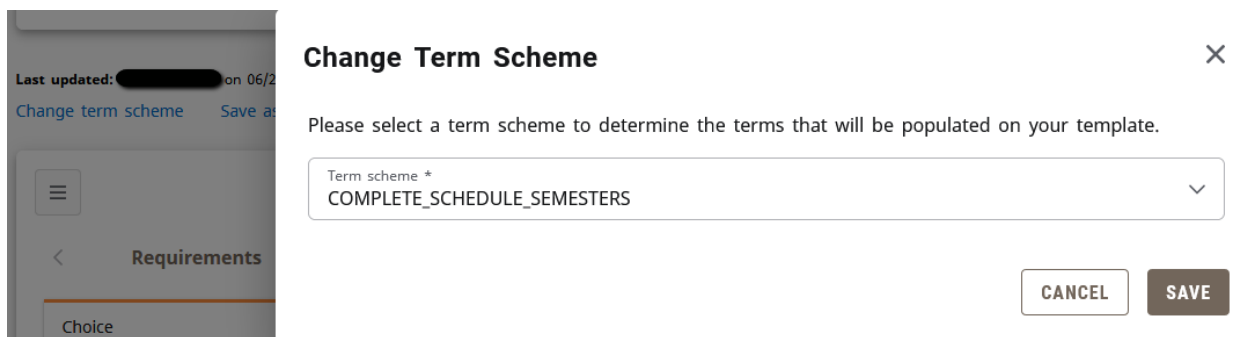 Change Term Scheme
Last updated: on 06/2
Change term scheme Save as
Please select a term scheme to determine the terms that will be populated on your template.
Term scheme *
COMPLETE_SCHEDULE_SEMESTERS
Requirements
CANCEL SAVE
Choice